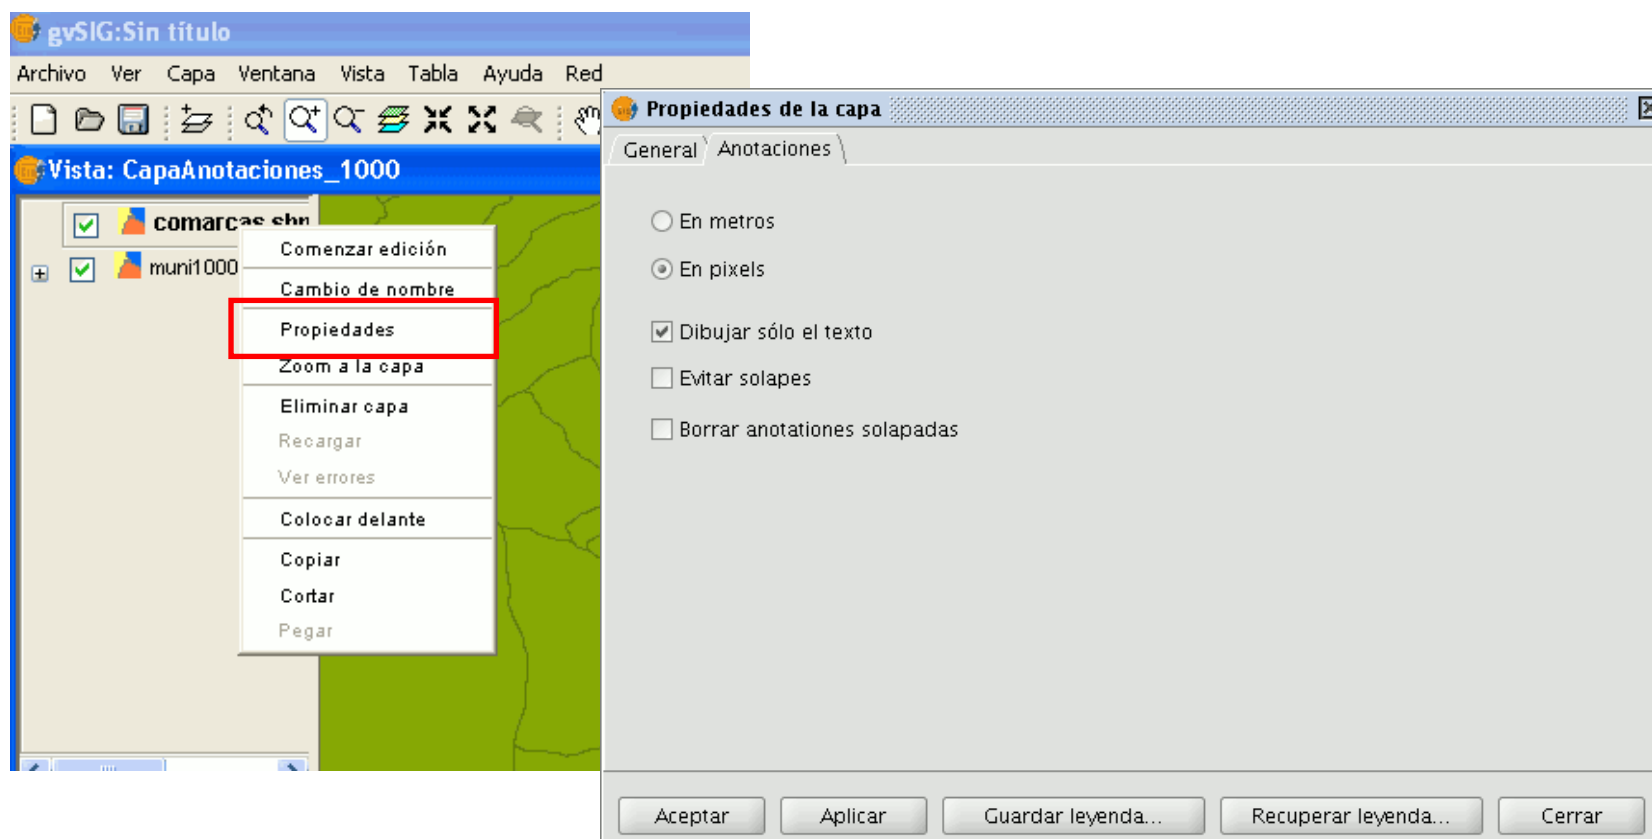 gvSIG:Sin título
Archivo Ver Capa Ventana Vista Tabla Ayuda Red
Vista: CapaAnotaciones_1000
comarcas.shp
muni1000
Comenzar edición
Cambio de nombre
Propiedades
Zoom a la capa
Eliminar capa
Recargar
Ver errores
Colocar delante
Copiar
Cortar
Pegar
Propiedades de la capa
General Anotaciones
En metros
En pixels
Dibujar sólo el texto
Evitar solapes
Borrar anotationes solapadas
Aceptar Aplicar Guardar leyenda... Recuperar leyenda... Cerrar